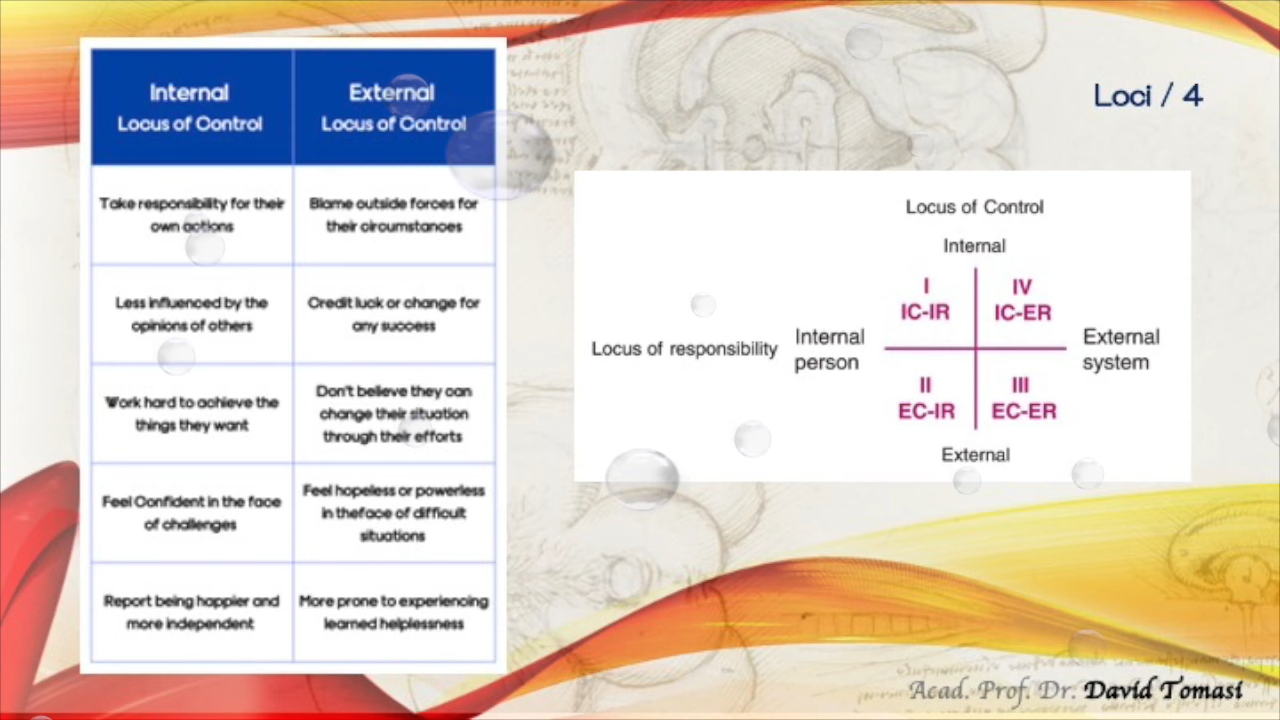 Internal
Locus of Control
External
Locus of Control
Take responsibility for their
own actions
Blame outside forces for
their circumstances
Less influenced by the
opinions of others
Credit luck or change for
any success
Work hard to achieve the
things they want
Don't believe they can
change their situation
through their efforts
Feel Confident in the face
of challenges
Feel hopeless or powerless
in theface of difficult
situations
Report being happier and
more independent
More prone to experiencing
learned helplessness
Loci / 4
Locus of Control
Internal
I
IC-IR
IV
IC-ER
Locus of responsibility
Internal
person
External
system
II
EC-IR
III
EC-ER
External
Acad. Prof. Dr. David Tomasi